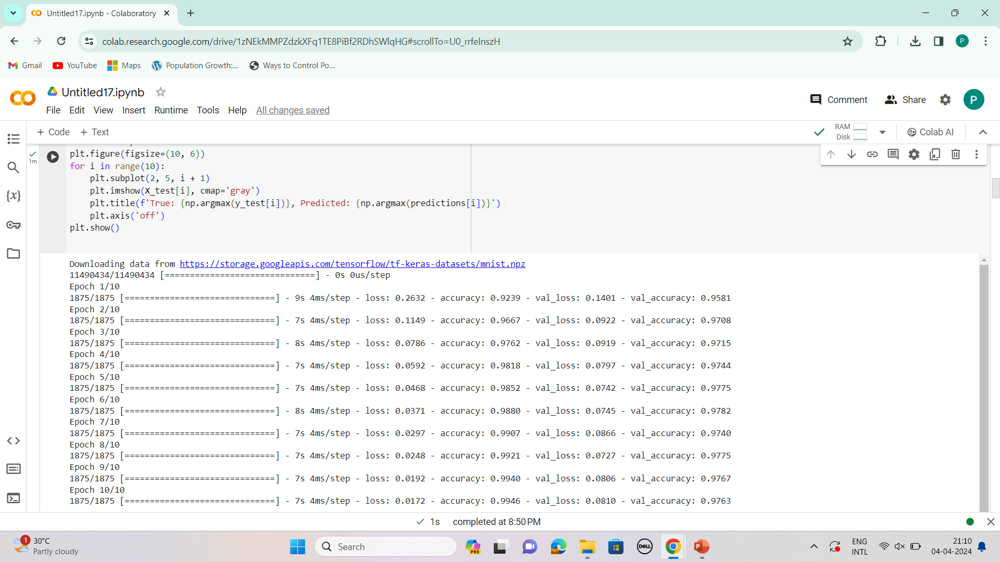 Untitled17.ipynb - Colaboratory
colab.research.google.com/drive/1zNEkMMPZdzkXFq1TE8PiBf2RDhSWlqHG#scrollTo=U0_rrfelnszH
P
Gmail YouTube Maps Population Growth:... Ways to Control Po...
Untitled17.ipynb
File Edit View Insert Runtime Tools Help All changes saved
Comment Share P
+ Code + Text
RAM
Disk
Colab AI
1m
plt.figure(figsize=(10, 6))
for i in range(10):
    plt.subplot(2, 5, i + 1)
    plt.imshow(X_test[i], cmap='gray')
    plt.title(f'True: {np.argmax(y_test[i])}, Predicted: {np.argmax(predictions[i])}')
    plt.axis('off')
plt.show()
Downloading data from https://storage.googleapis.com/tensorflow/tf-keras-datasets/mnist.npz
11490434/11490434 [==============================] - 0s 0us/step
Epoch 1/10
1875/1875 [==============================] - 9s 4ms/step - loss: 0.2632 - accuracy: 0.9239 - val_loss: 0.1401 - val_accuracy: 0.9581
Epoch 2/10
1875/1875 [==============================] - 7s 4ms/step - loss: 0.1149 - accuracy: 0.9667 - val_loss: 0.0922 - val_accuracy: 0.9708
Epoch 3/10
1875/1875 [==============================] - 8s 4ms/step - loss: 0.0786 - accuracy: 0.9762 - val_loss: 0.0919 - val_accuracy: 0.9715
Epoch 4/10
1875/1875 [==============================] - 7s 4ms/step - loss: 0.0592 - accuracy: 0.9818 - val_loss: 0.0797 - val_accuracy: 0.9744
Epoch 5/10
1875/1875 [==============================] - 7s 4ms/step - loss: 0.0468 - accuracy: 0.9852 - val_loss: 0.0742 - val_accuracy: 0.9775
Epoch 6/10
1875/1875 [==============================] - 8s 4ms/step - loss: 0.0371 - accuracy: 0.9880 - val_loss: 0.0745 - val_accuracy: 0.9782
Epoch 7/10
1875/1875 [==============================] - 7s 4ms/step - loss: 0.0297 - accuracy: 0.9907 - val_loss: 0.0866 - val_accuracy: 0.9740
Epoch 8/10
1875/1875 [==============================] - 7s 4ms/step - loss: 0.0248 - accuracy: 0.9921 - val_loss: 0.0727 - val_accuracy: 0.9775
Epoch 9/10
1875/1875 [==============================] - 7s 4ms/step - loss: 0.0192 - accuracy: 0.9940 - val_loss: 0.0806 - val_accuracy: 0.9767
Epoch 10/10
1875/1875 [==============================] - 7s 4ms/step - loss: 0.0172 - accuracy: 0.9946 - val_loss: 0.0810 - val_accuracy: 0.9763
1s completed at 8:50 PM
1
30°C
Partly cloudy
Search
PRE
DELL
P
ENG
INTL
21:10
04-04-2024